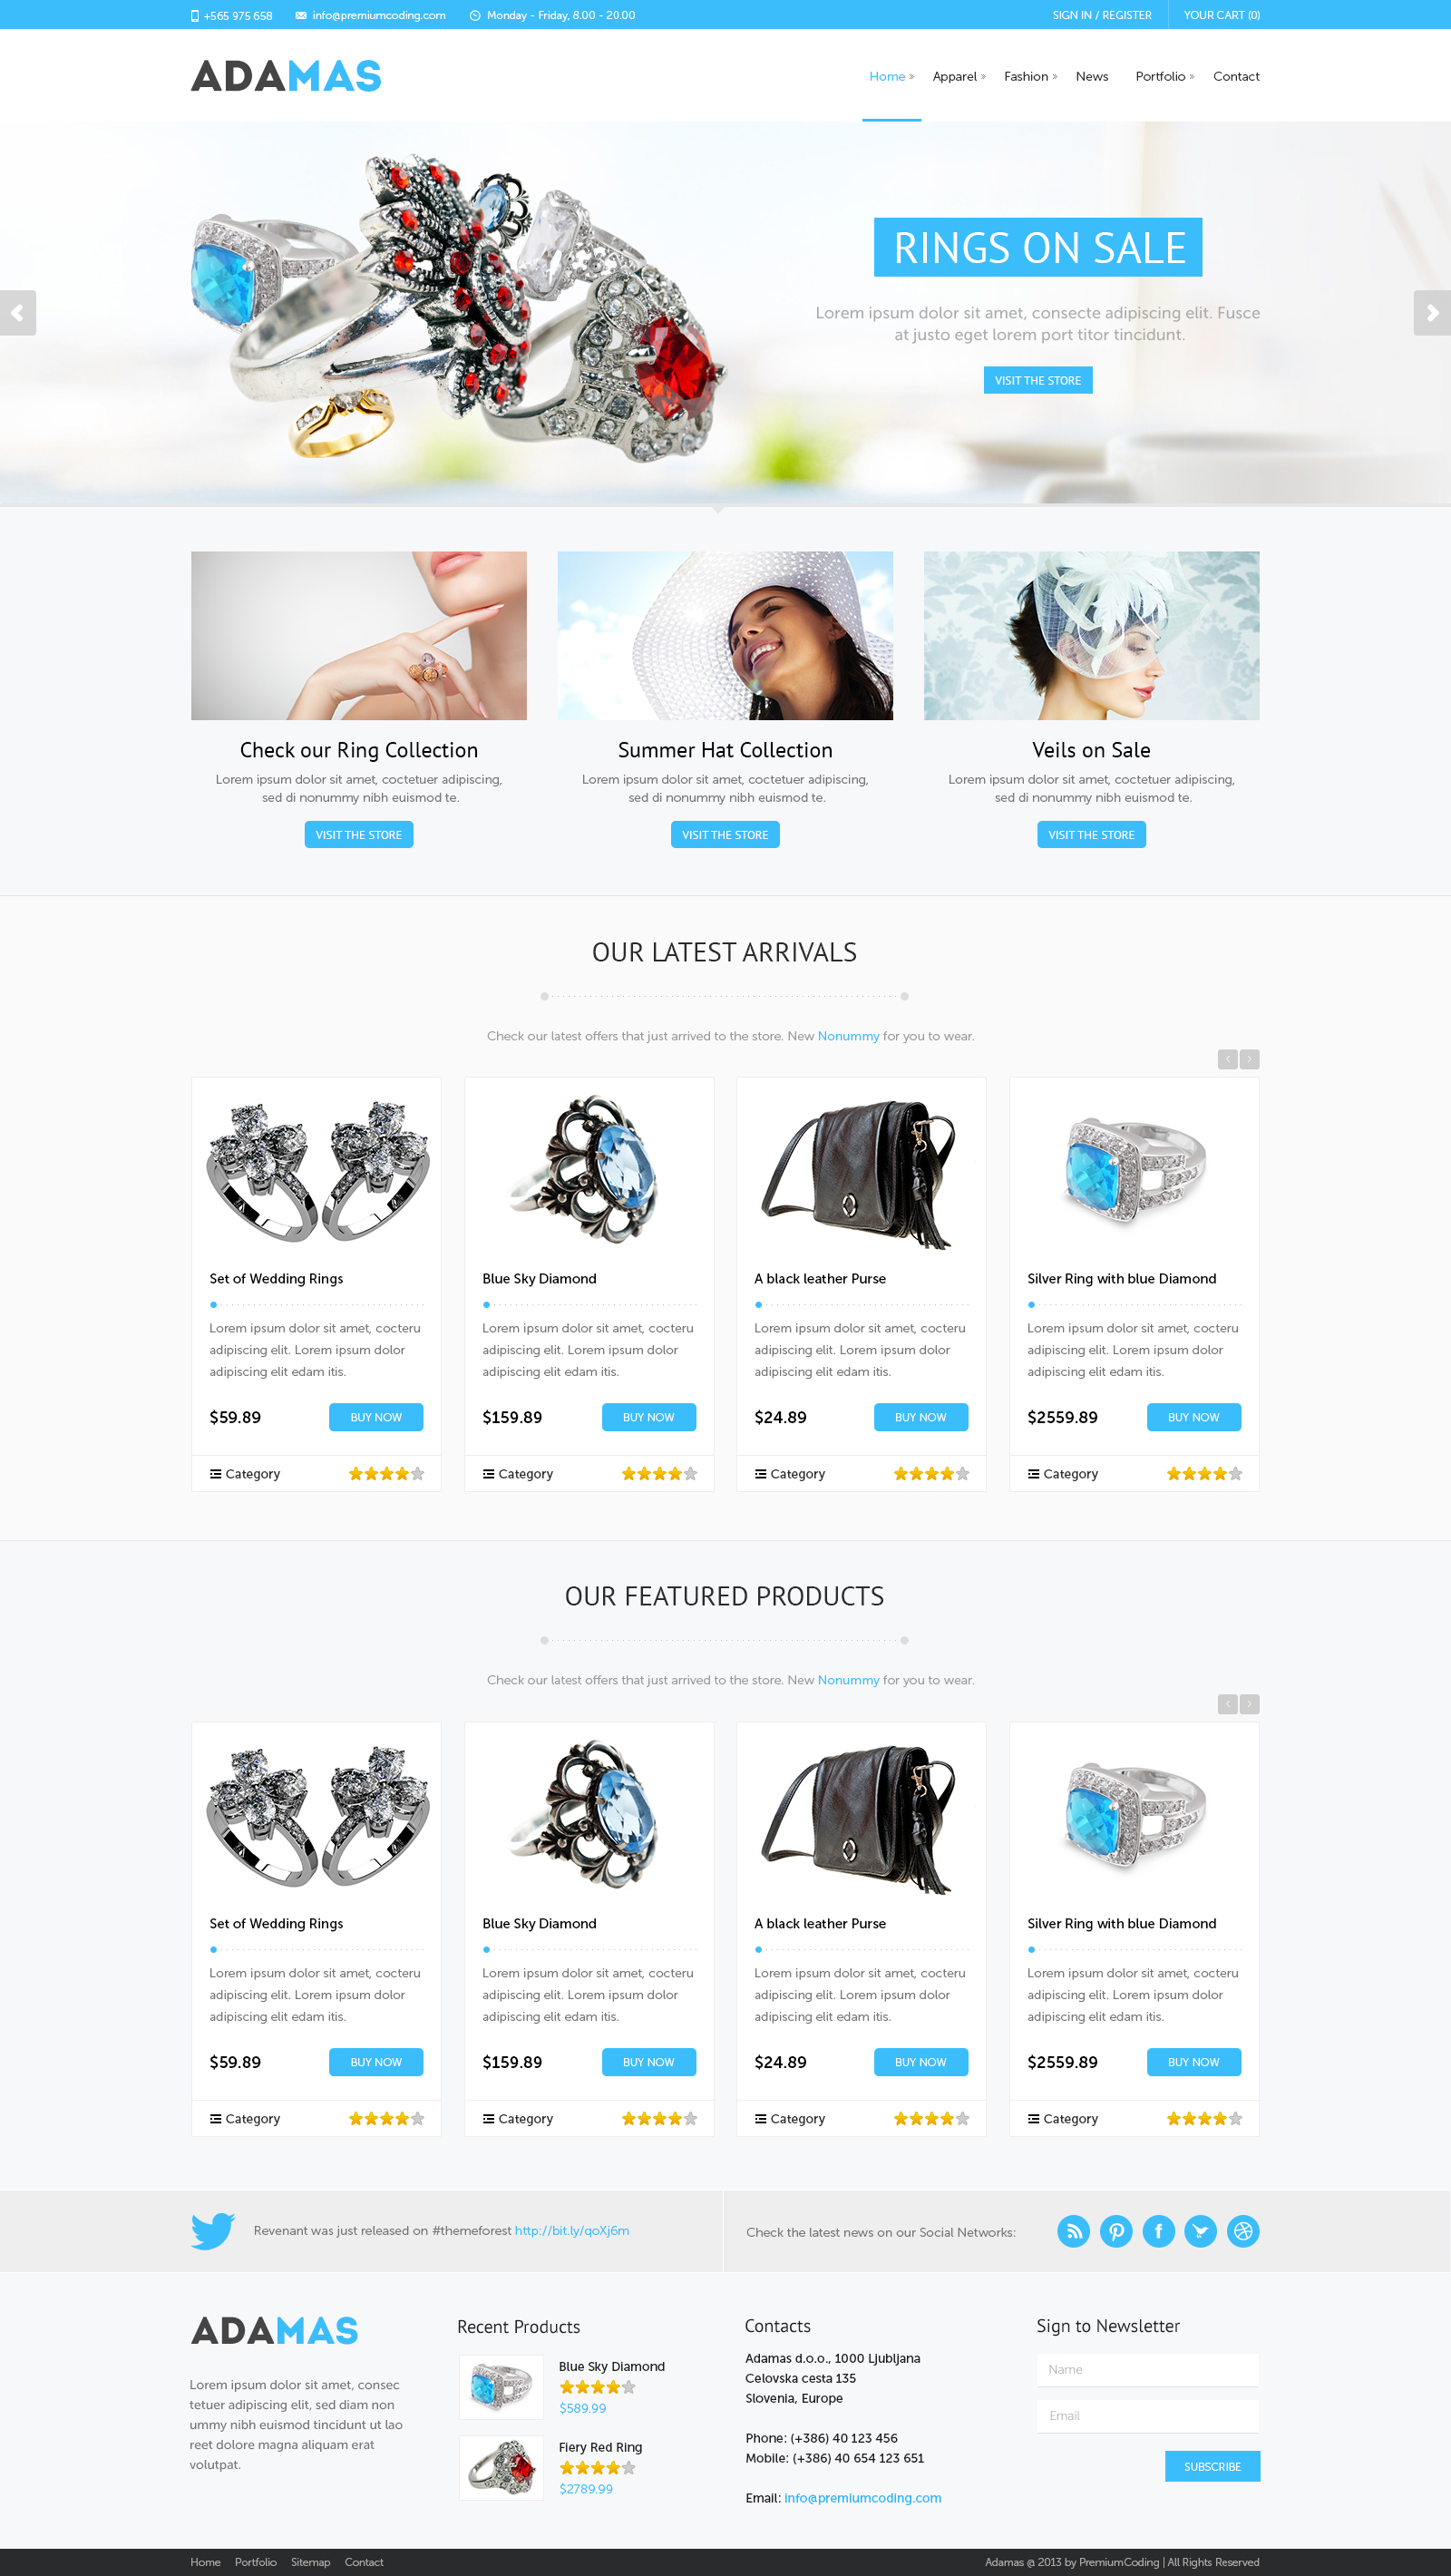 +565 975 658 info@premiumcoding.com Monday - Friday, 8.00 - 20.00 SIGN IN / REGISTER YOUR CART (0)
ADAMAS
Home » Apparel » Fashion » News Portfolio » Contact
RINGS ON SALE
Lorem ipsum dolor sit amet, consecte adipiscing elit. Fusce
at justo eget lorem port titor tincidunt.
VISIT THE STORE
Check our Ring Collection
Lorem ipsum dolor sit amet, coctetuer adipiscing,
sed di nonummy nibh euismod te.
VISIT THE STORE
Summer Hat Collection
Lorem ipsum dolor sit amet, coctetuer adipiscing,
sed di nonummy nibh euismod te.
VISIT THE STORE
Veils on Sale
Lorem ipsum dolor sit amet, coctetuer adipiscing,
sed di nonummy nibh euismod te.
VISIT THE STORE
OUR LATEST ARRIVALS
Check our latest offers that just arrived to the store. New Nonummy for you to wear.
Set of Wedding Rings
Lorem ipsum dolor sit amet, cocteru
adipiscing elit. Lorem ipsum dolor
adipiscing elit edam itis.
$59.89 BUY NOW
Category
Blue Sky Diamond
Lorem ipsum dolor sit amet, cocteru
adipiscing elit. Lorem ipsum dolor
adipiscing elit edam itis.
$159.89 BUY NOW
Category
A black leather Purse
Lorem ipsum dolor sit amet, cocteru
adipiscing elit. Lorem ipsum dolor
adipiscing elit edam itis.
$24.89 BUY NOW
Category
Silver Ring with blue Diamond
Lorem ipsum dolor sit amet, cocteru
adipiscing elit. Lorem ipsum dolor
adipiscing elit edam itis.
$2559.89 BUY NOW
Category
OUR FEATURED PRODUCTS
Check our latest offers that just arrived to the store. New Nonummy for you to wear.
Set of Wedding Rings
Lorem ipsum dolor sit amet, cocteru
adipiscing elit. Lorem ipsum dolor
adipiscing elit edam itis.
$59.89 BUY NOW
Category
Blue Sky Diamond
Lorem ipsum dolor sit amet, cocteru
adipiscing elit. Lorem ipsum dolor
adipiscing elit edam itis.
$159.89 BUY NOW
Category
A black leather Purse
Lorem ipsum dolor sit amet, cocteru
adipiscing elit. Lorem ipsum dolor
adipiscing elit edam itis.
$24.89 BUY NOW
Category
Silver Ring with blue Diamond
Lorem ipsum dolor sit amet, cocteru
adipiscing elit. Lorem ipsum dolor
adipiscing elit edam itis.
$2559.89 BUY NOW
Category
Revenant was just released on #themeforest http://bit.ly/qoXj6m
Check the latest news on our Social Networks:
ADAMAS
Lorem ipsum dolor sit amet, consec
tetuer adipiscing elit, sed diam non
ummy nibh euismod tincidunt ut lao
reet dolore magna aliquam erat
volutpat.
Recent Products
Blue Sky Diamond
$589.99
Fiery Red Ring
$2789.99
Contacts
Adamas d.o.o., 1000 Ljubljana
Celovska cesta 135
Slovenia, Europe
Phone: (+386) 40 123 456
Mobile: (+386) 40 654 123 651
Email: info@premiumcoding.com
Sign to Newsletter
Name
Email
SUBSCRIBE
Home Portfolio Sitemap Contact
Adamas @ 2013 by PremiumCoding | All Rights Reserved